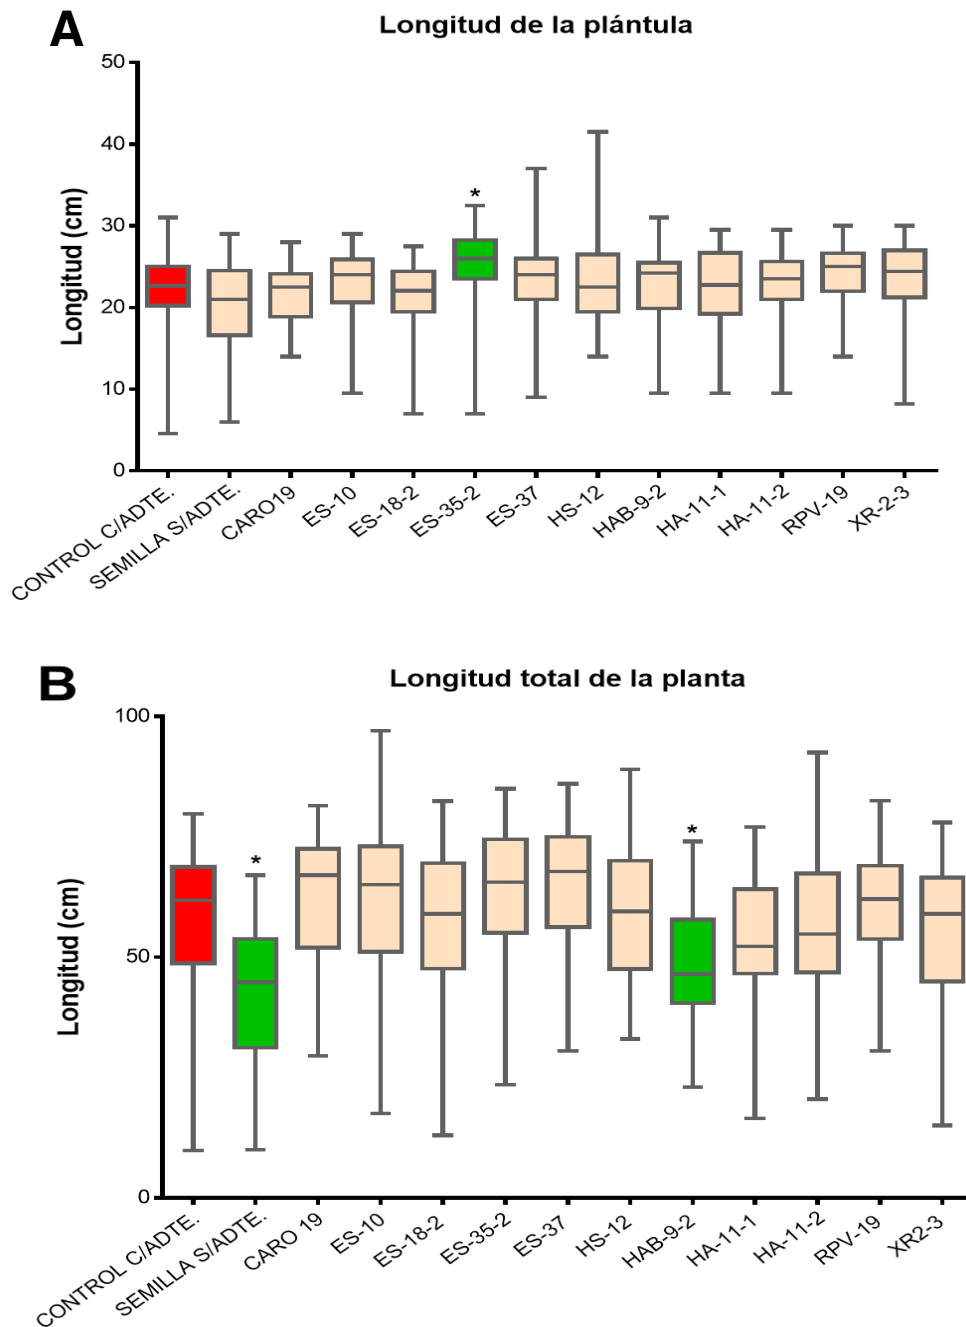 A
Longitud de la plántula
Longitud (cm)
50
40
30
20
10
0
*
CONTROL C/ADTE.
SEMILLA S/ADTE.
CARO19
ES-10
ES-18-2
ES-35-2
ES-37
HS-12
HAB-9-2
HA-11-1
HA-11-2
RPV-19
XR-2-3
B
Longitud total de la planta
Longitud (cm)
100
50
0
*
*
CONTROL C/ADTE.
SEMILLA S/ADTE.
CARO 19
ES-10
ES-18-2
ES-35-2
ES-37
HS-12
HAB-9-2
HA-11-1
HA-11-2
RPV-19
XR2-3